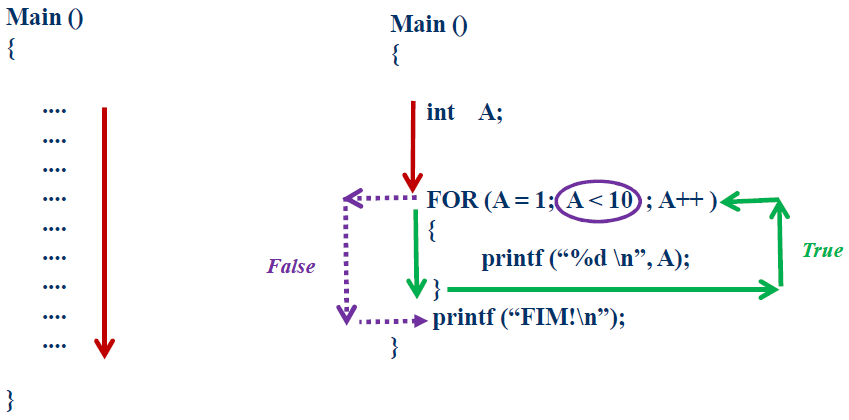 Main ()
{
....
....
....
....
....
....
....
....
....
}
Main ()
{
int A;
FOR (A = 1; A < 10 ; A++ )
{
printf (“%d \n”, A);
}
printf (“FIM!\n”);
}
False
True